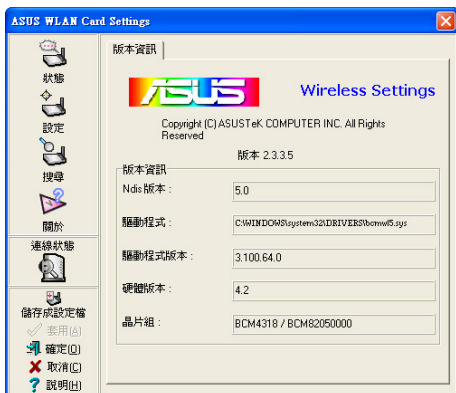 ASUS WLAN Card Settings
狀態
設定
搜尋
關於
連線狀態
儲存成設定檔
套用(A)
確定(O)
取消(C)
說明(H)
版本資訊
ASUS
Wireless Settings
Copyright (C) ASUSTeK COMPUTER INC. All Rights
Reserved
版本 2.3.3.5
版本資訊
Ndis 版本 : 5.0
驅動程式 : C:\WINDOWS\system32\DRIVERS\bcmwl5.sys
驅動程式版本 : 3.100.64.0
硬體版本 : 4.2
晶片組 : BCM4318 / BCM82050000